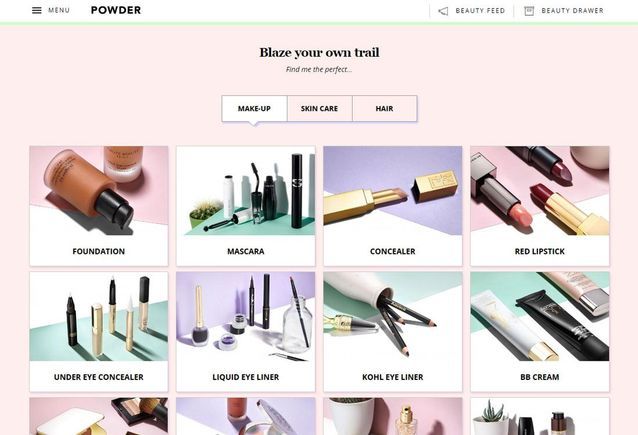 MENU
POWDER
BEAUTY FEED
BEAUTY DRAWER
Blaze your own trail
Find me the perfect...
MAKE-UP
SKIN CARE
HAIR
FOUNDATION
MASCARA
CONCEALER
RED LIPSTICK
UNDER EYE CONCEALER
LIQUID EYE LINER
KOHL EYE LINER
BB CREAM